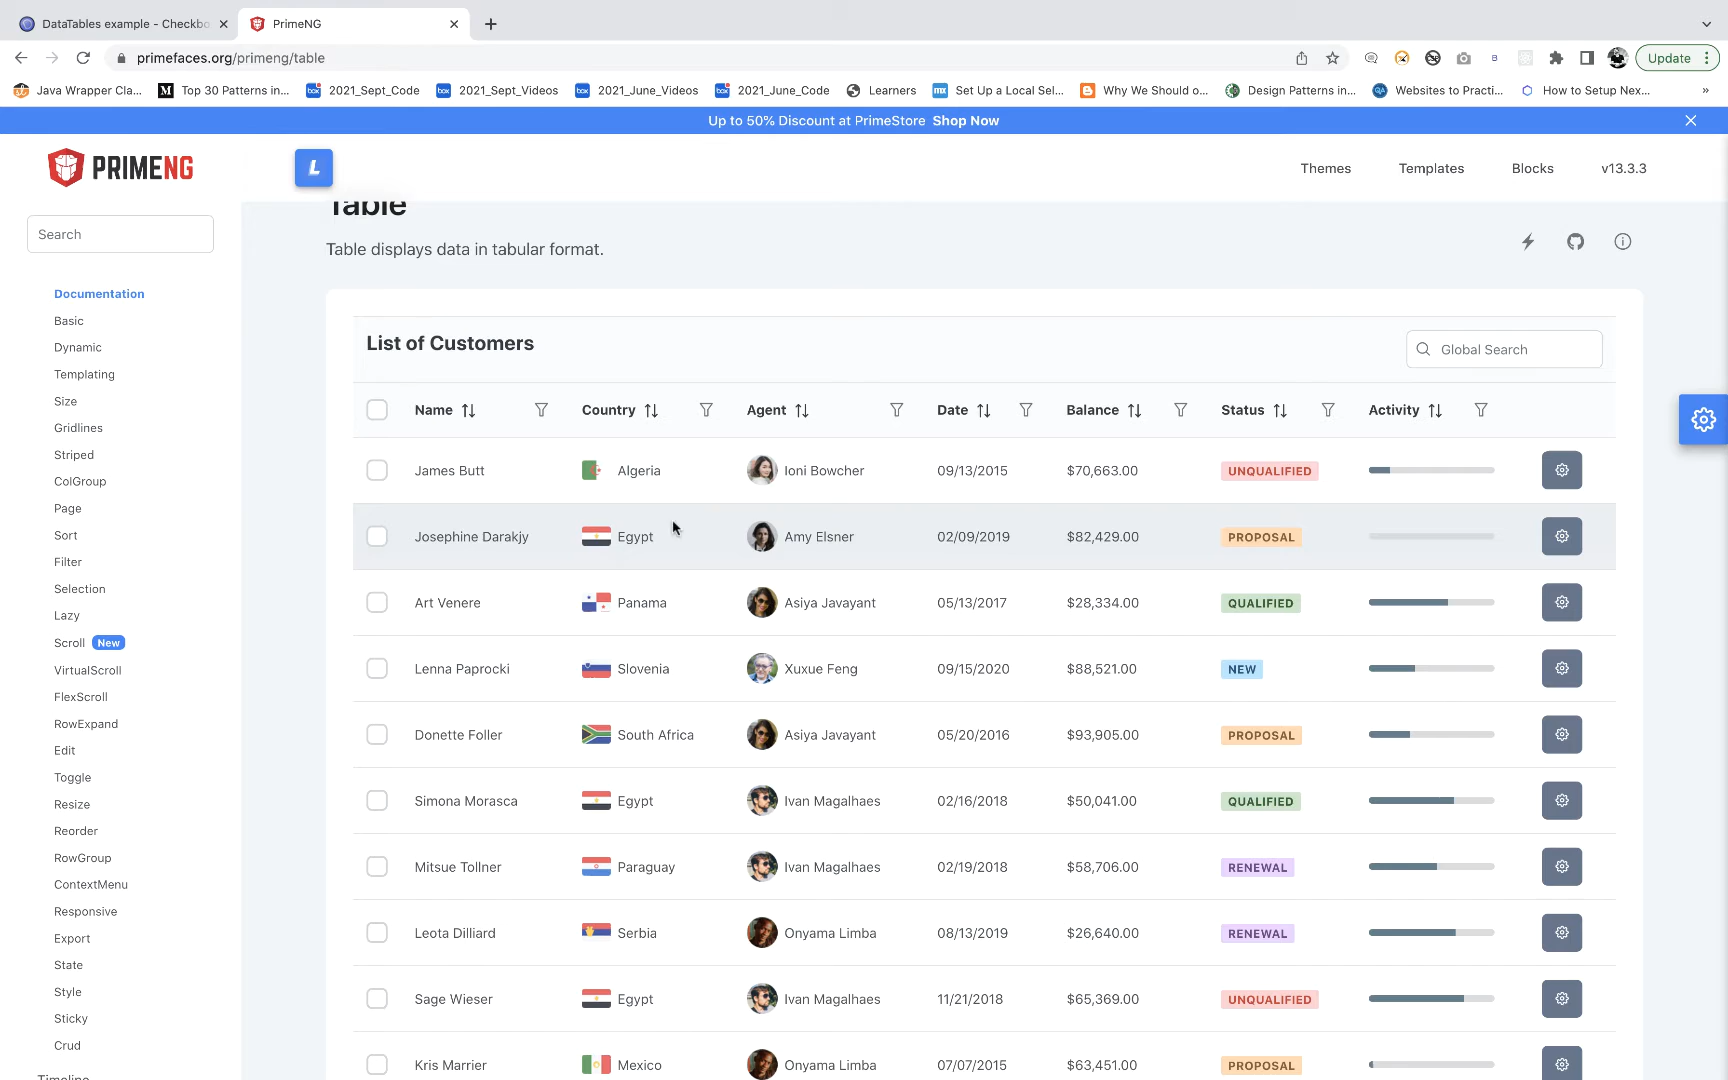 DataTables example - Checkbo
PrimeNG
primefaces.org/primeng/table
Update
Java Wrapper Cla...
Top 30 Patterns in...
2021_Sept_Code
2021_Sept_Videos
2021_June_Videos
2021_June_Code
Learners
Set Up a Local Sel...
Why We Should o...
Design Patterns in...
Websites to Practi...
How to Setup Nex...
Up to 50% Discount at PrimeStore Shop Now
PRIMENG
L
Themes
Templates
Blocks
v13.3.3
Search
Documentation
Basic
Dynamic
Templating
Size
Gridlines
Striped
ColGroup
Page
Sort
Filter
Selection
Lazy
Scroll New
VirtualScroll
FlexScroll
RowExpand
Edit
Toggle
Resize
Reorder
RowGroup
ContextMenu
Responsive
Export
State
Style
Sticky
Crud
Timeline
Table
Table displays data in tabular format.
List of Customers
Global Search
Name Country Agent Date Balance Status Activity
James Butt Algeria Ioni Bowcher 09/13/2015 $70,663.00 UNQUALIFIED
Josephine Darakjy Egypt Amy Elsner 02/09/2019 $82,429.00 PROPOSAL
Art Venere Panama Asiya Javayant 05/13/2017 $28,334.00 QUALIFIED
Lenna Paprocki Slovenia Xuxue Feng 09/15/2020 $88,521.00 NEW
Donette Foller South Africa Asiya Javayant 05/20/2016 $93,905.00 PROPOSAL
Simona Morasca Egypt Ivan Magalhaes 02/16/2018 $50,041.00 QUALIFIED
Mitsue Tollner Paraguay Ivan Magalhaes 02/19/2018 $58,706.00 RENEWAL
Leota Dilliard Serbia Onyama Limba 08/13/2019 $26,640.00 RENEWAL
Sage Wieser Egypt Ivan Magalhaes 11/21/2018 $65,369.00 UNQUALIFIED
Kris Marrier Mexico Onyama Limba 07/07/2015 $63,451.00 PROPOSAL